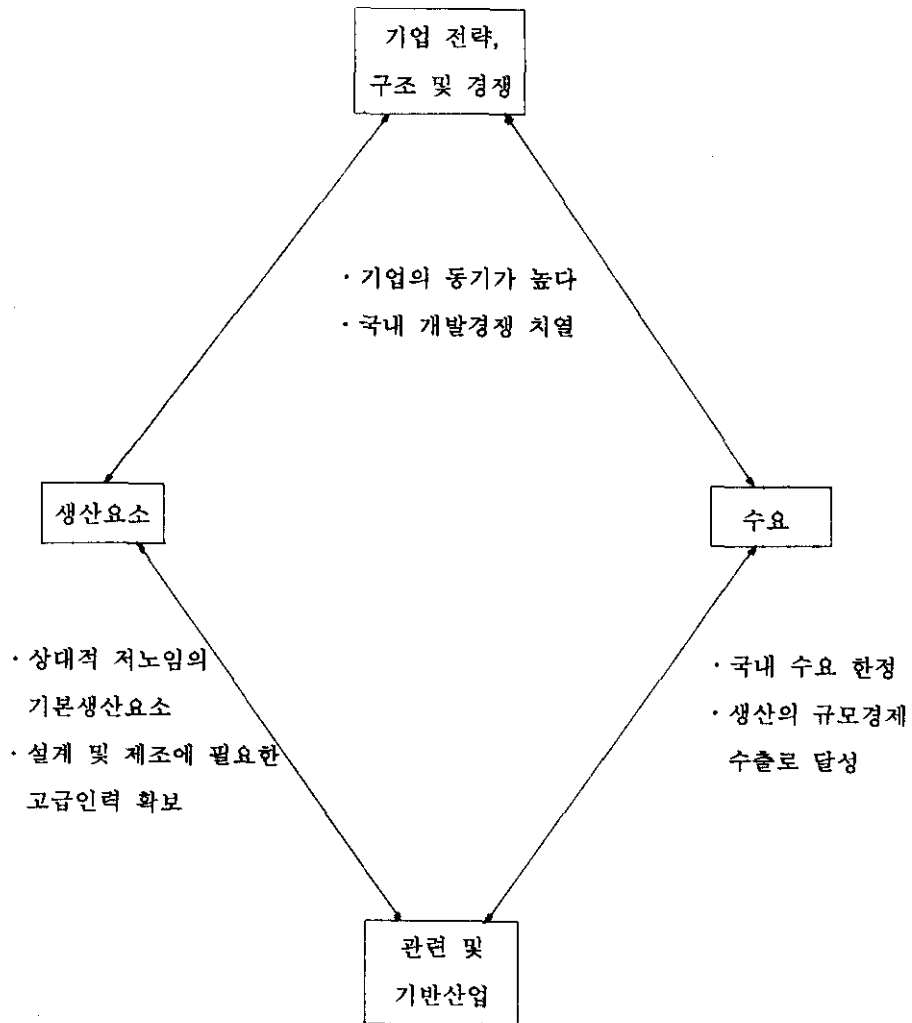 기업 전략,
구조 및 경쟁
· 기업의 동기가 높다
· 국내 개발경쟁 치열
생산요소
수요
· 상대적 저노임의
기본생산요소
· 설계 및 제조에 필요한
고급인력 확보
· 국내 수요 한정
· 생산의 규모경제
수출로 달성
관련 및
기반산업